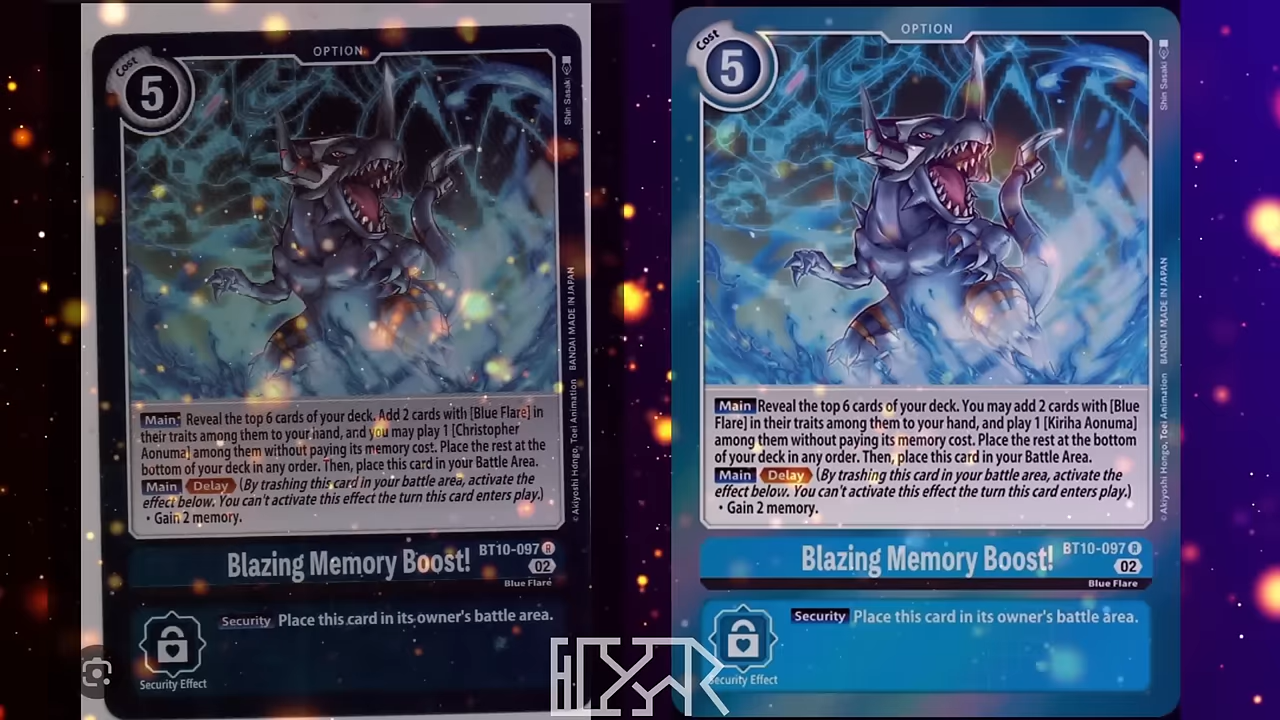 OPTION
Cost
5
Shin Sasaki
© Akiyoshi Hongo, Toei Animation BANDAI MADE IN JAPAN
Main Reveal the top 6 cards of your deck. Add 2 cards with [Blue Flare] in
their traits among them to your hand, and you may play 1 [Christopher
Aonuma] among them without paying its memory cost. Place the rest at the
bottom of your deck in any order. Then, place this card in your Battle Area.
Main Delay (By trashing this card in your battle area, activate the
effect below. You can't activate this effect the turn this card enters play.)
・Gain 2 memory.
Blazing Memory Boost!
BT10-097 R
02
Blue Flare
Security Place this card in its owner's battle area.
Security Effect
OPTION
Cost
5
Shin Sasaki
© Akiyoshi Hongo, Toei Animation BANDAI MADE IN JAPAN
Main Reveal the top 6 cards of your deck. You may add 2 cards with [Blue
Flare] in their traits among them to your hand, and play 1 [Kiriha Aonuma]
among them without paying its memory cost. Place the rest at the bottom
of your deck in any order. Then, place this card in your Battle Area.
Main Delay (By trashing this card in your battle area, activate the
effect below. You can't activate this effect the turn this card enters play.)
・Gain 2 memory.
Blazing Memory Boost!
BT10-097 R
02
Blue Flare
Security Place this card in its owner's battle area.
Security Effect